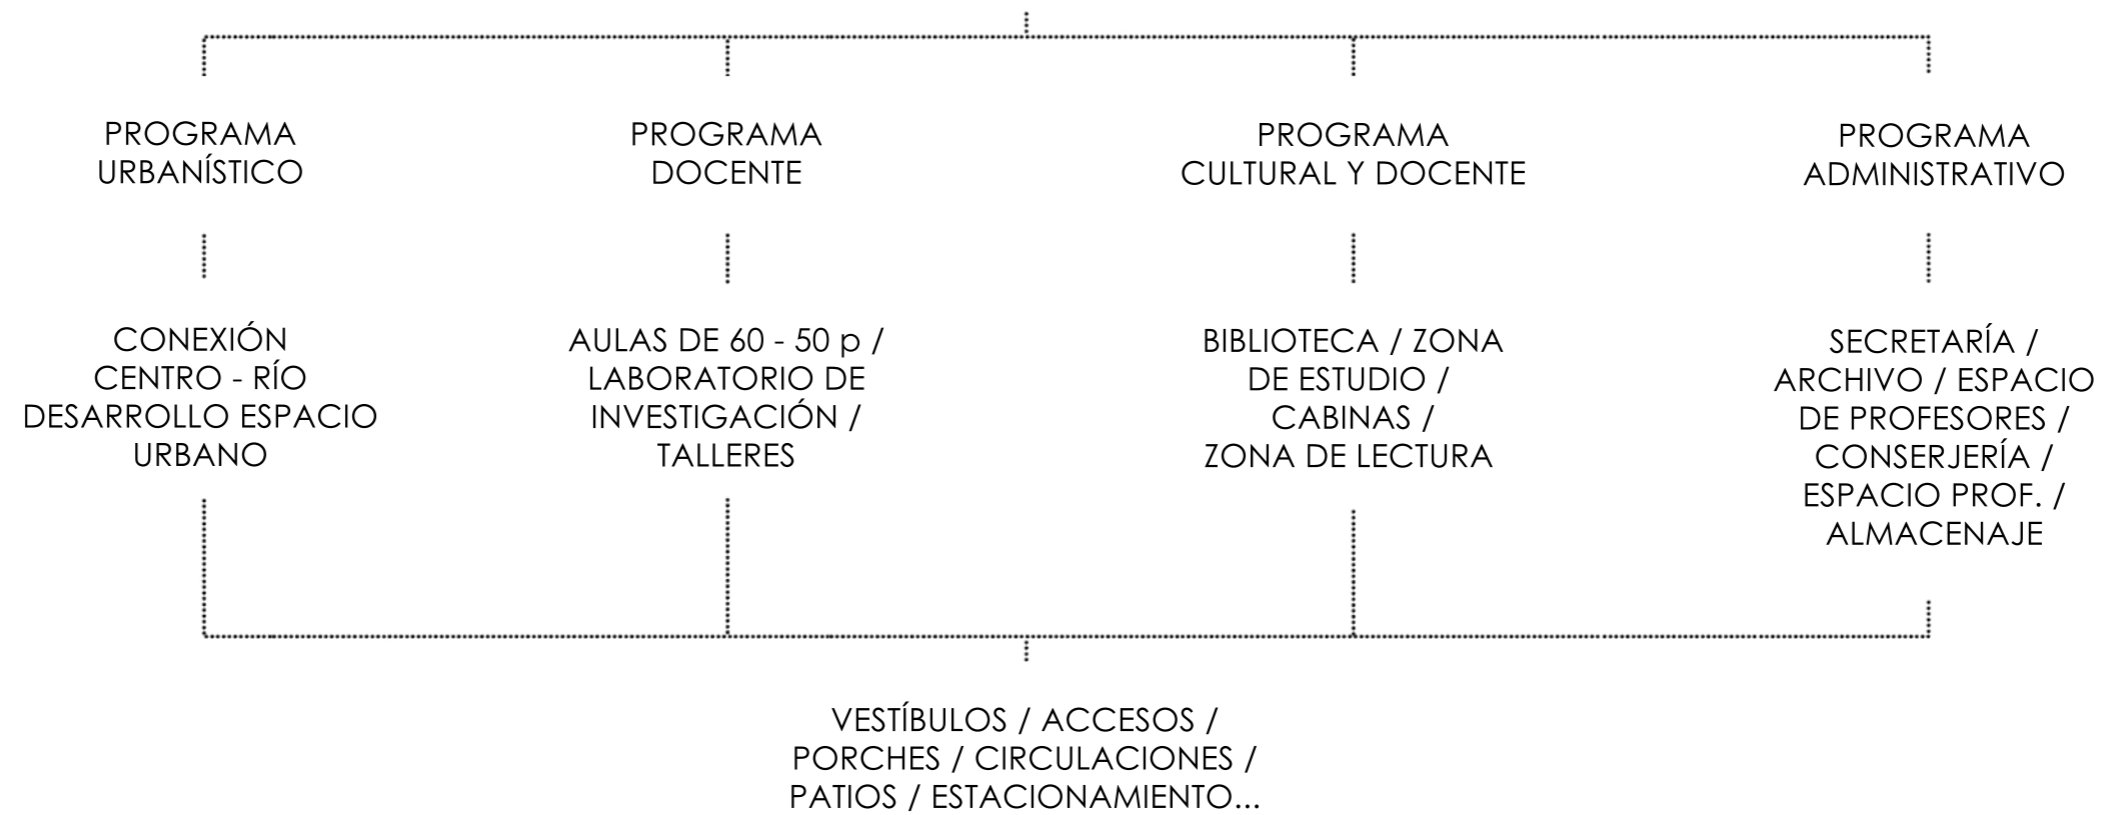 PROGRAMA
URBANÍSTICO
PROGRAMA
DOCENTE
PROGRAMA
CULTURAL Y DOCENTE
PROGRAMA
ADMINISTRATIVO
CONEXIÓN
CENTRO - RÍO
DESARROLLO ESPACIO
URBANO
AULAS DE 60 - 50 p /
LABORATORIO DE
INVESTIGACIÓN /
TALLERES
BIBLIOTECA / ZONA
DE ESTUDIO /
CABINAS /
ZONA DE LECTURA
SECRETARÍA /
ARCHIVO / ESPACIO
DE PROFESORES /
CONSERJERÍA /
ESPACIO PROF. /
ALMACENAJE
VESTÍBULOS / ACCESOS /
PORCHES / CIRCULACIONES /
PATIOS / ESTACIONAMIENTO...